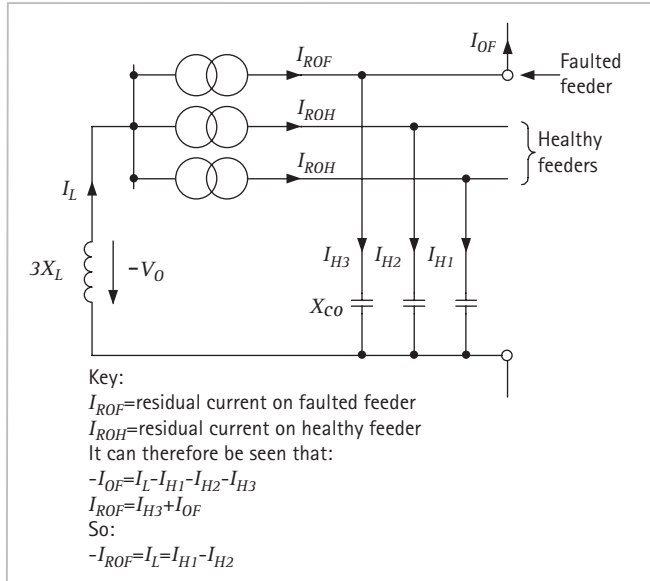 I_ROF
I_OF
Faulted
feeder
I_ROH
Healthy
feeders
I_ROH
I_L
I_H3
I_H2
I_H1
3X_L
-V_O
X_co
Key:
I_ROF=residual current on faulted feeder
I_ROH=residual current on healthy feeder
It can therefore be seen that:
-I_OF=I_L-I_H1-I_H2-I_H3
I_ROF=I_H3+I_OF
So:
-I_ROF=I_L=I_H1-I_H2